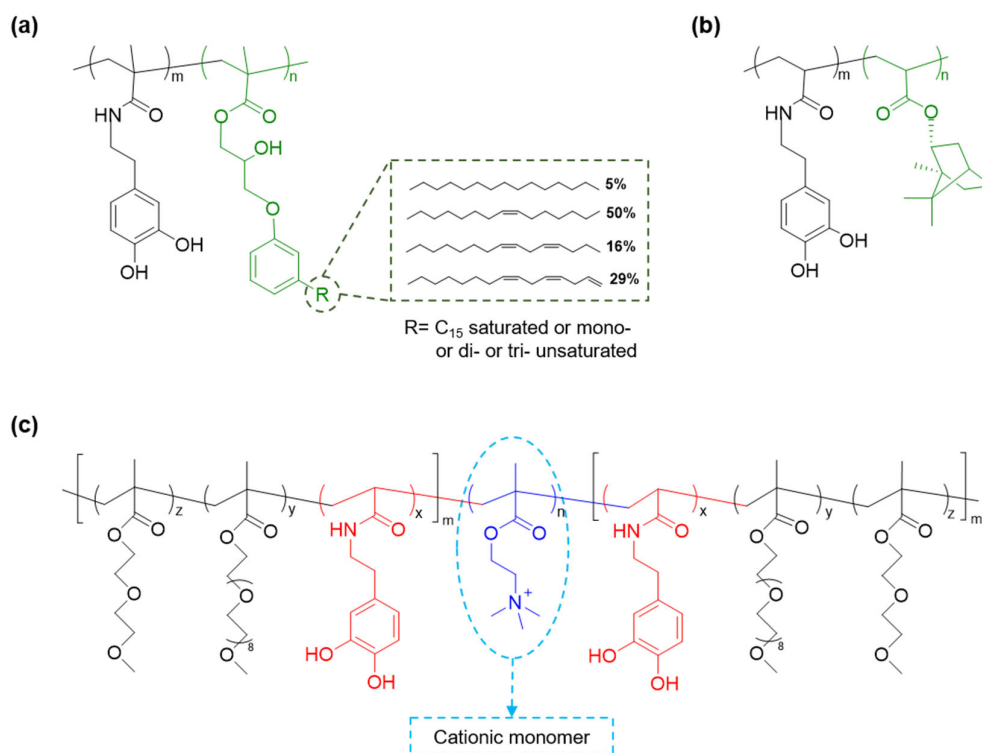 (a)
m
n
HN
O
O
O
OH
O
HO
OH
R
5%
50%
16%
29%
R= C₁₅ saturated or mono-
or di- or tri- unsaturated
(b)
m
n
HN
O
O
O
OH
OH
(c)
z
y
x
m
n
x
y
z
m
O
O
O
O
HN
O
O
O
HN
O
O
O
O
O
O
O
N⁺
O
O
8
8
O
O
HO
OH
HO
OH
O
O
Cationic monomer